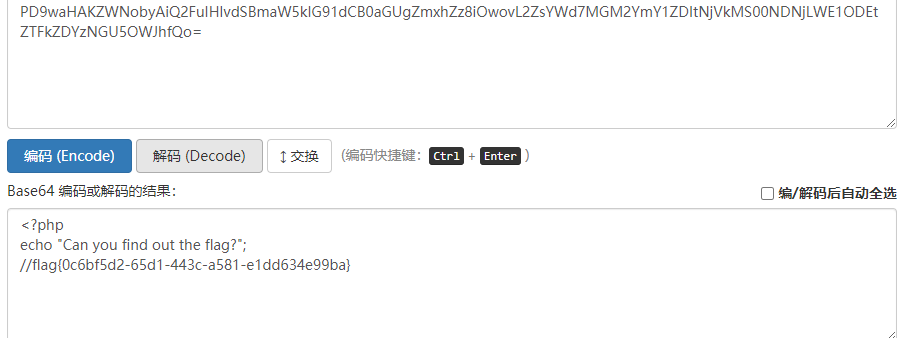 PD9waHAKZWNobyAiQ2FuIHlvdSBmaW5kIG91dCB0aGUgZmxhZz8iOwovL2ZsYWd7MGM2YmY1ZDItNjVkMS00NDNjLWE1ODEt
ZTFkZDYzNGU5OWJhfQo=
编码 (Encode) 解码 (Decode) ↕ 交换 (编码快捷键: Ctrl + Enter )
Base64 编码或解码的结果: 编/解码后自动全选
<?php
echo "Can you find out the flag?";
//flag{0c6bf5d2-65d1-443c-a581-e1dd634e99ba}